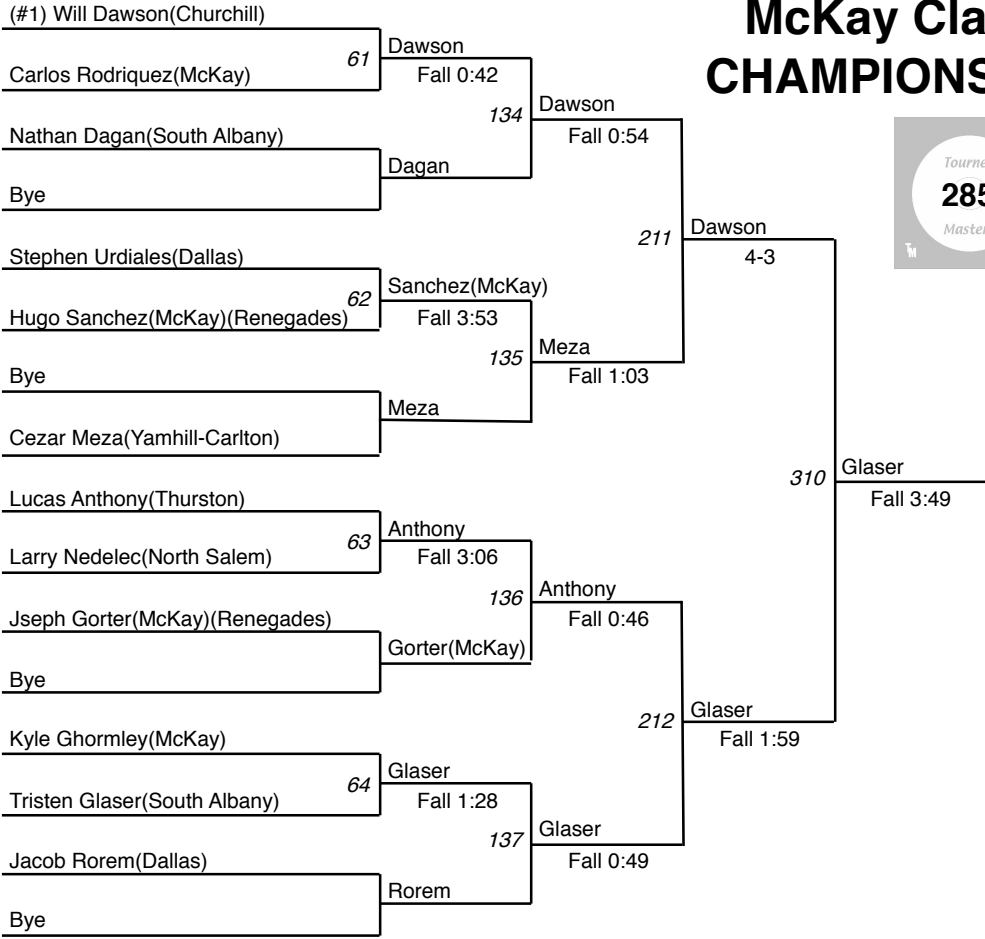 (#1) Will Dawson(Churchill)
Carlos Rodriquez(McKay)
Nathan Dagan(South Albany)
Bye
Stephen Urdiales(Dallas)
Hugo Sanchez(McKay)(Renegades)
Bye
Cezar Meza(Yamhill-Carlton)
Lucas Anthony(Thurston)
Larry Nedelec(North Salem)
Jseph Gorter(McKay)(Renegades)
Bye
Kyle Ghormley(McKay)
Tristen Glaser(South Albany)
Jacob Rorem(Dallas)
Bye
61
Dawson
Fall 0:42
Dagan
62
Sanchez(McKay)
Fall 3:53
Meza
63
Anthony
Fall 3:06
Gorter(McKay)
64
Glaser
Fall 1:28
Rorem
134
Dawson
Fall 0:54
135
Meza
Fall 1:03
136
Anthony
Fall 0:46
137
Glaser
Fall 0:49
211
Dawson
4-3
212
Glaser
Fall 1:59
310
Glaser
Fall 3:49
McKay Cla
CHAMPIONS
Tourne
285
Master
TM